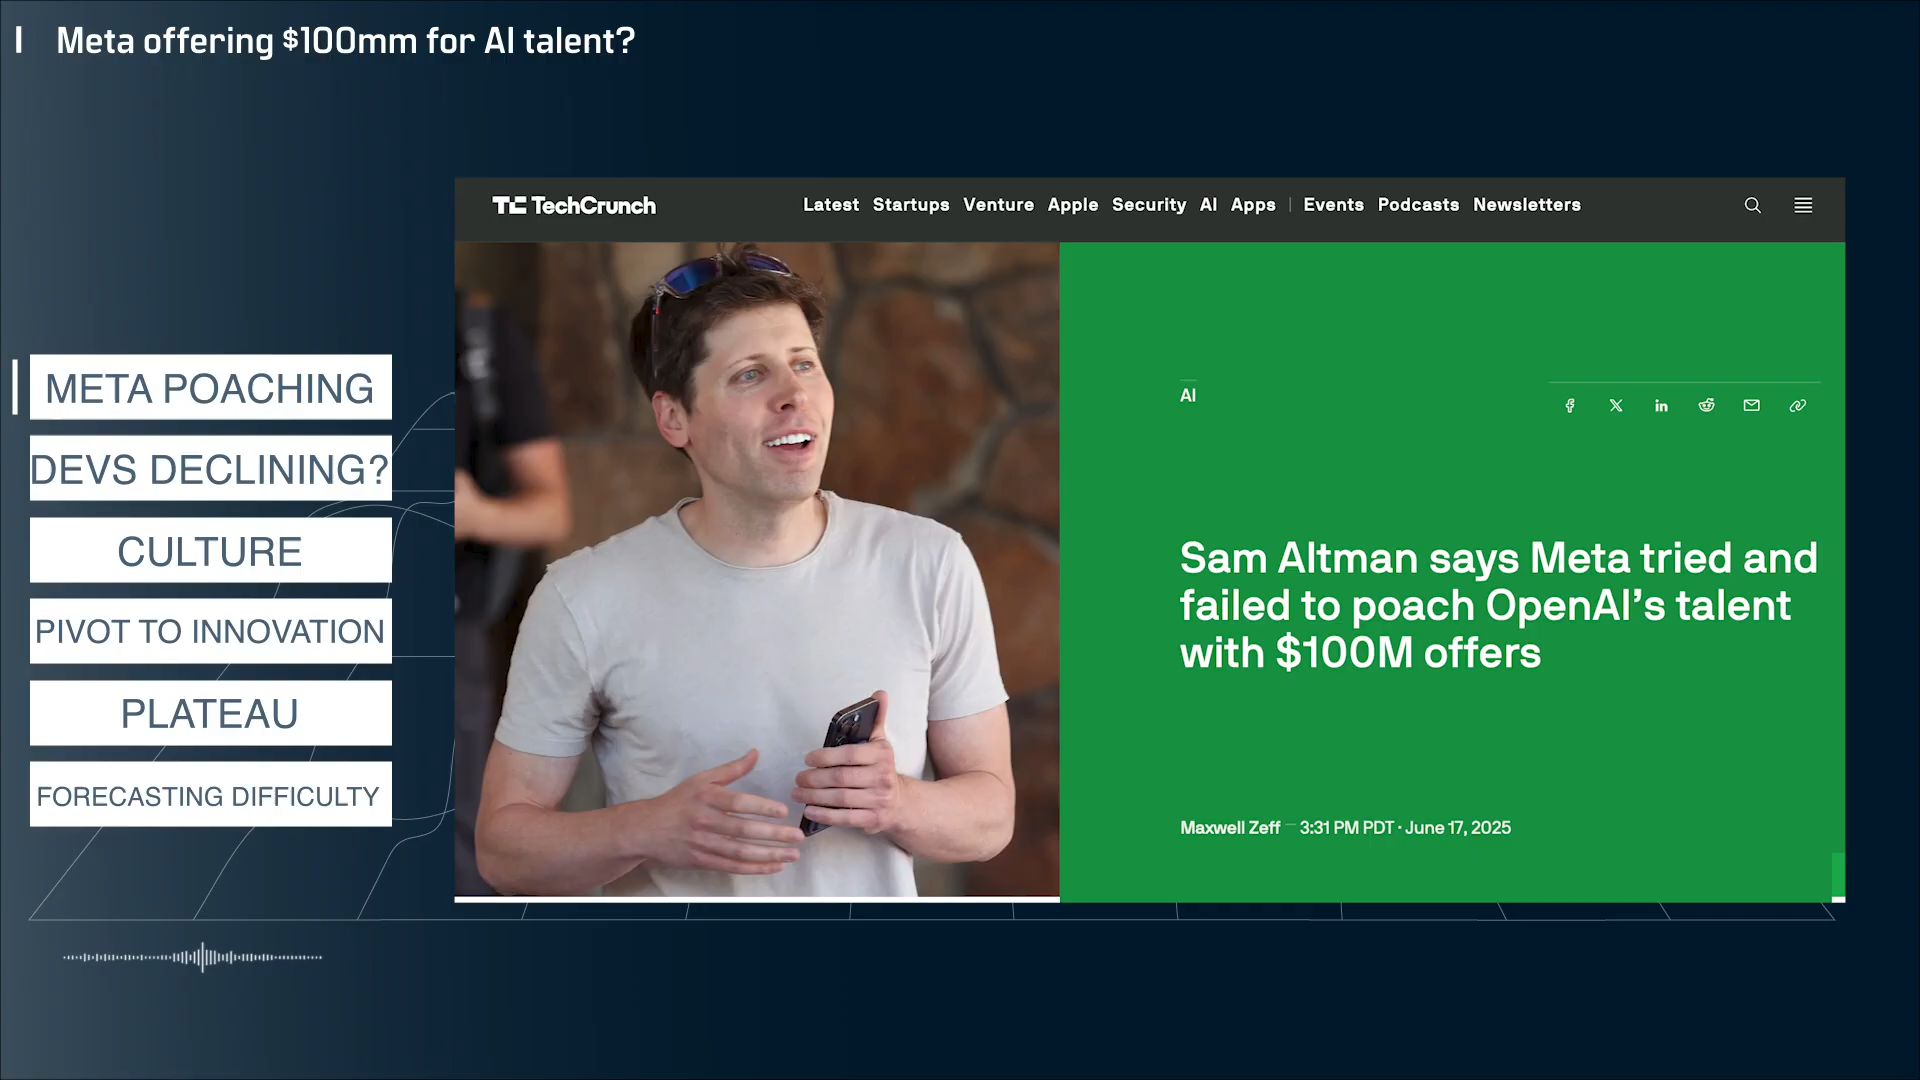 Meta offering $100mm for AI talent?
TechCrunch
Latest Startups Venture Apple Security AI Apps | Events Podcasts Newsletters
META POACHING
DEVS DECLINING?
CULTURE
PIVOT TO INNOVATION
PLATEAU
FORECASTING DIFFICULTY
AI
Sam Altman says Meta tried and
failed to poach OpenAI’s talent
with $100M offers
Maxwell Zeff — 3:31 PM PDT · June 17, 2025